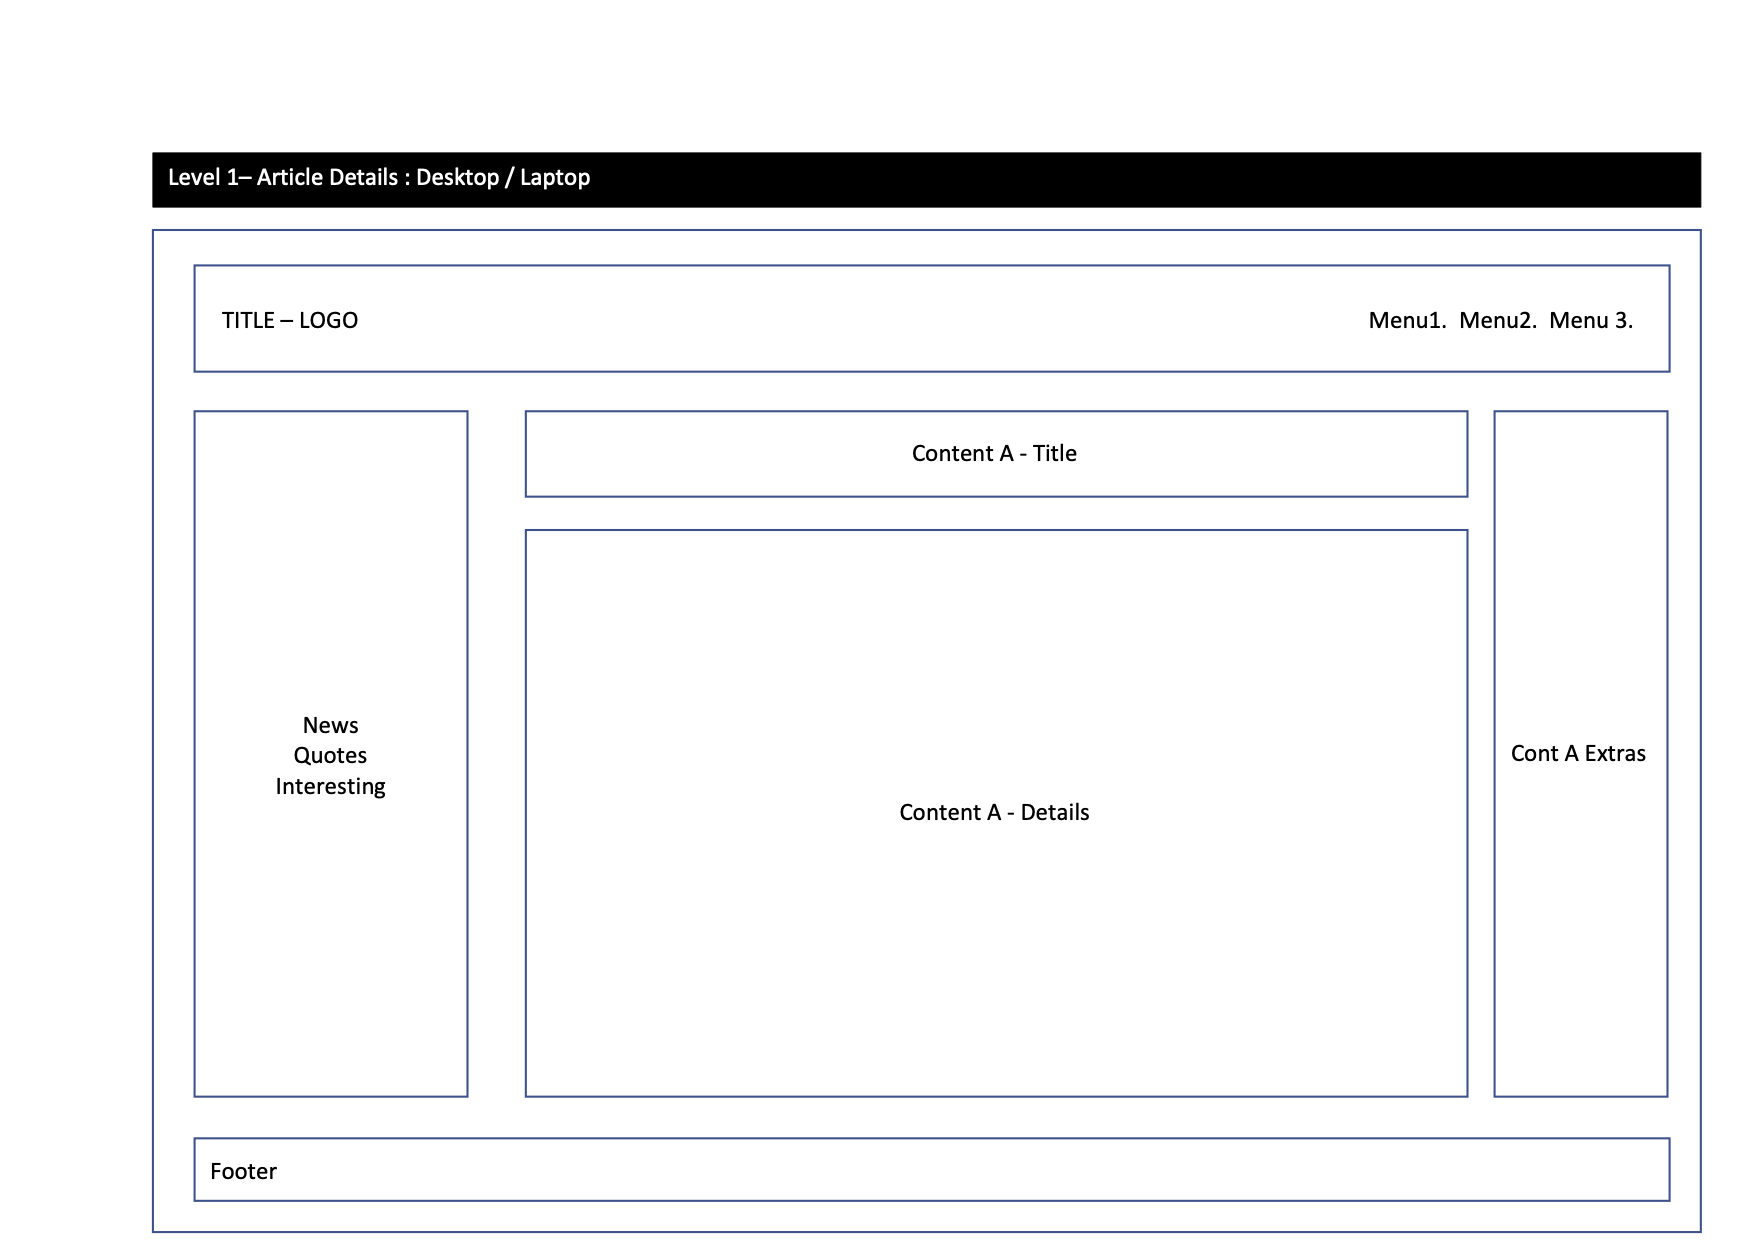 Level 1– Article Details : Desktop / Laptop
TITLE – LOGO
Menu1.  Menu2.  Menu 3.
News
Quotes
Interesting
Content A - Title
Content A - Details
Cont A Extras
Footer